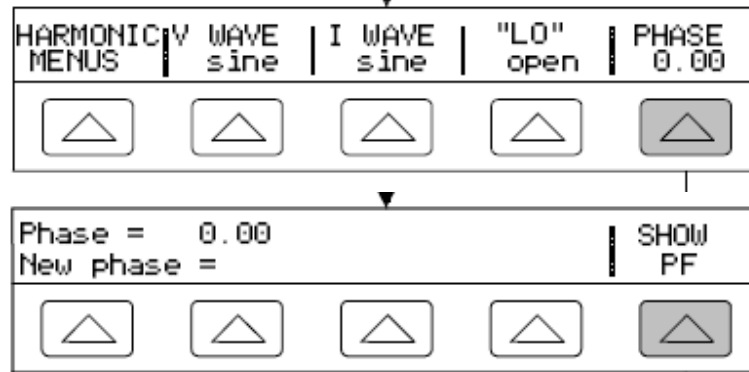 HARMONIC V WAVE I WAVE "LO" PHASE
MENUS sine sine open 0.00
Phase = 0.00 SHOW
New phase = PF